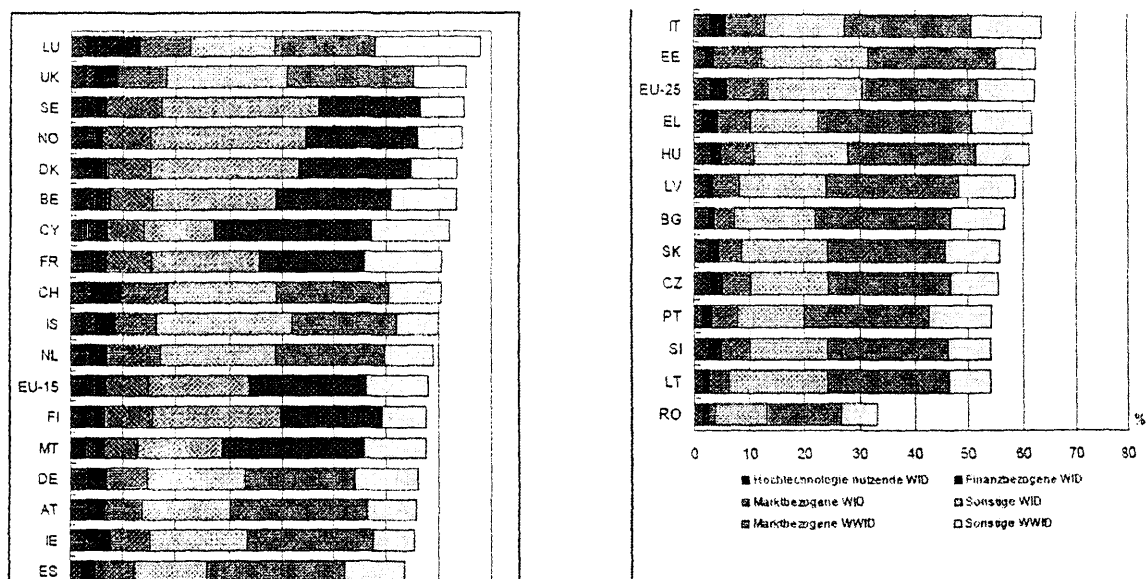 LU
UK
SE
NO
DK
BE
CY
FR
CH
IS
NL
EU-15
FI
MT
DE
AT
IE
ES
IT
EE
EU-25
EL
HU
LV
BG
SK
CZ
PT
SI
LT
RO
%
0 10 20 30 40 50 60 70 80
Hochtechnologie nutzende WID Finanzbezogene WID
Marktbezogene WID Sonstige WID
Marktbezogene WWID Sonstige WWID